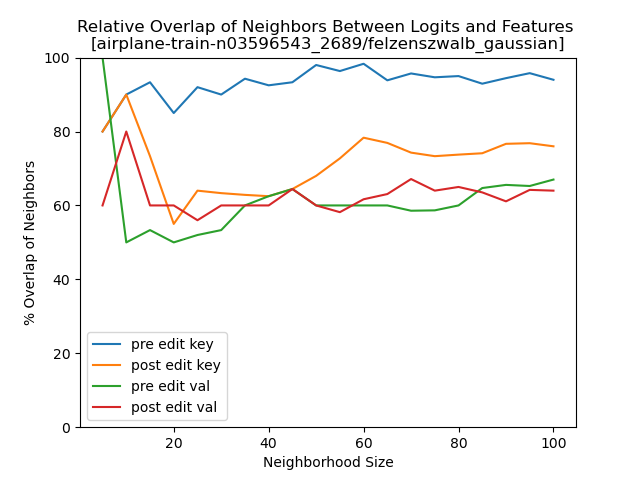 Relative Overlap of Neighbors Between Logits and Features
[airplane-train-n03596543_2689/felzenszwalb_gaussian]
100
80
60
40
20
0
% Overlap of Neighbors
pre edit key
post edit key
pre edit val
post edit val
20 40 60 80 100
Neighborhood Size